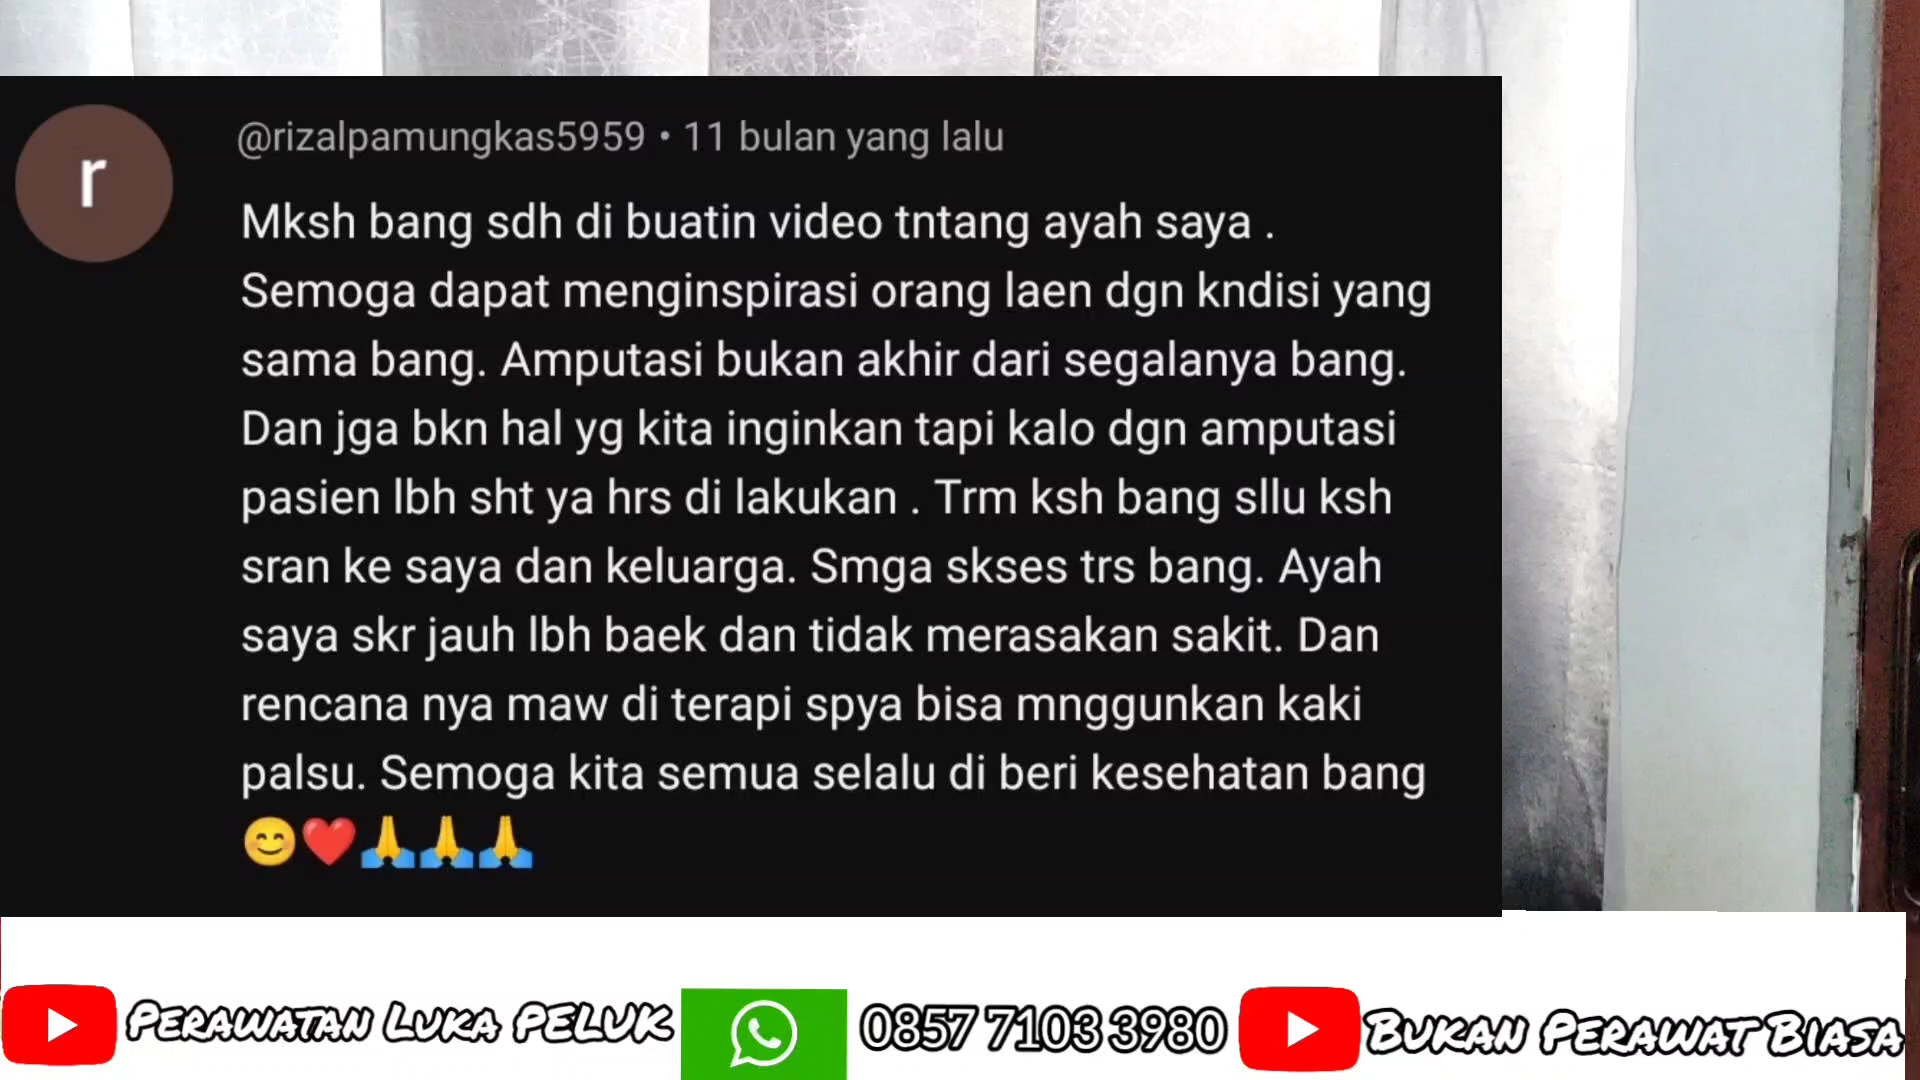 r
@rizalpamungkas5959 • 11 bulan yang lalu
Mksh bang sdh di buatin video tntang ayah saya .
Semoga dapat menginspirasi orang laen dgn kndisi yang
sama bang. Amputasi bukan akhir dari segalanya bang.
Dan jga bkn hal yg kita inginkan tapi kalo dgn amputasi
pasien lbh sht ya hrs di lakukan . Trm ksh bang sllu ksh
sran ke saya dan keluarga. Smga skses trs bang. Ayah
saya skr jauh lbh baek dan tidak merasakan sakit. Dan
rencana nya maw di terapi spya bisa mnggunkan kaki
palsu. Semoga kita semua selalu di beri kesehatan bang
😊❤️🙏🙏🙏
PERAWATAN LUKA PELUK 0857 7103 3980 BUKAN PERAWAT BIASA